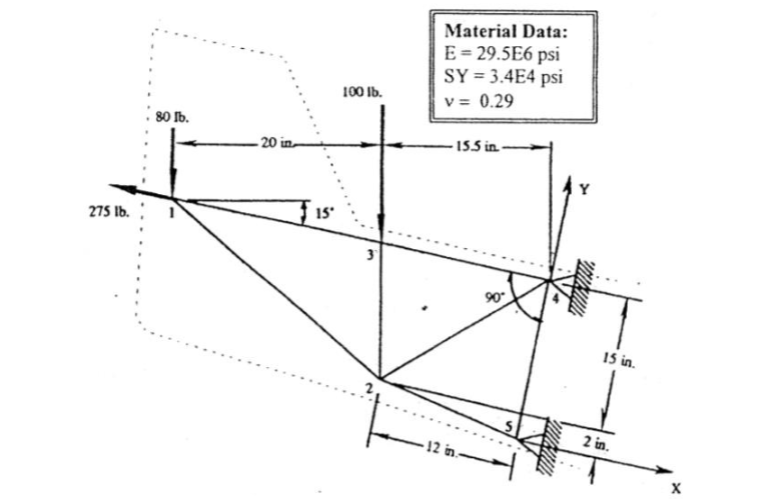 Material Data:
E = 29.5E6 psi
SY = 3.4E4 psi
ν = 0.29
100 lb.
80 lb.
20 in.
15.5 in.
Y
275 lb.
1
15°
3
90°
4
15 in.
2
5
12 in.
2 in.
X